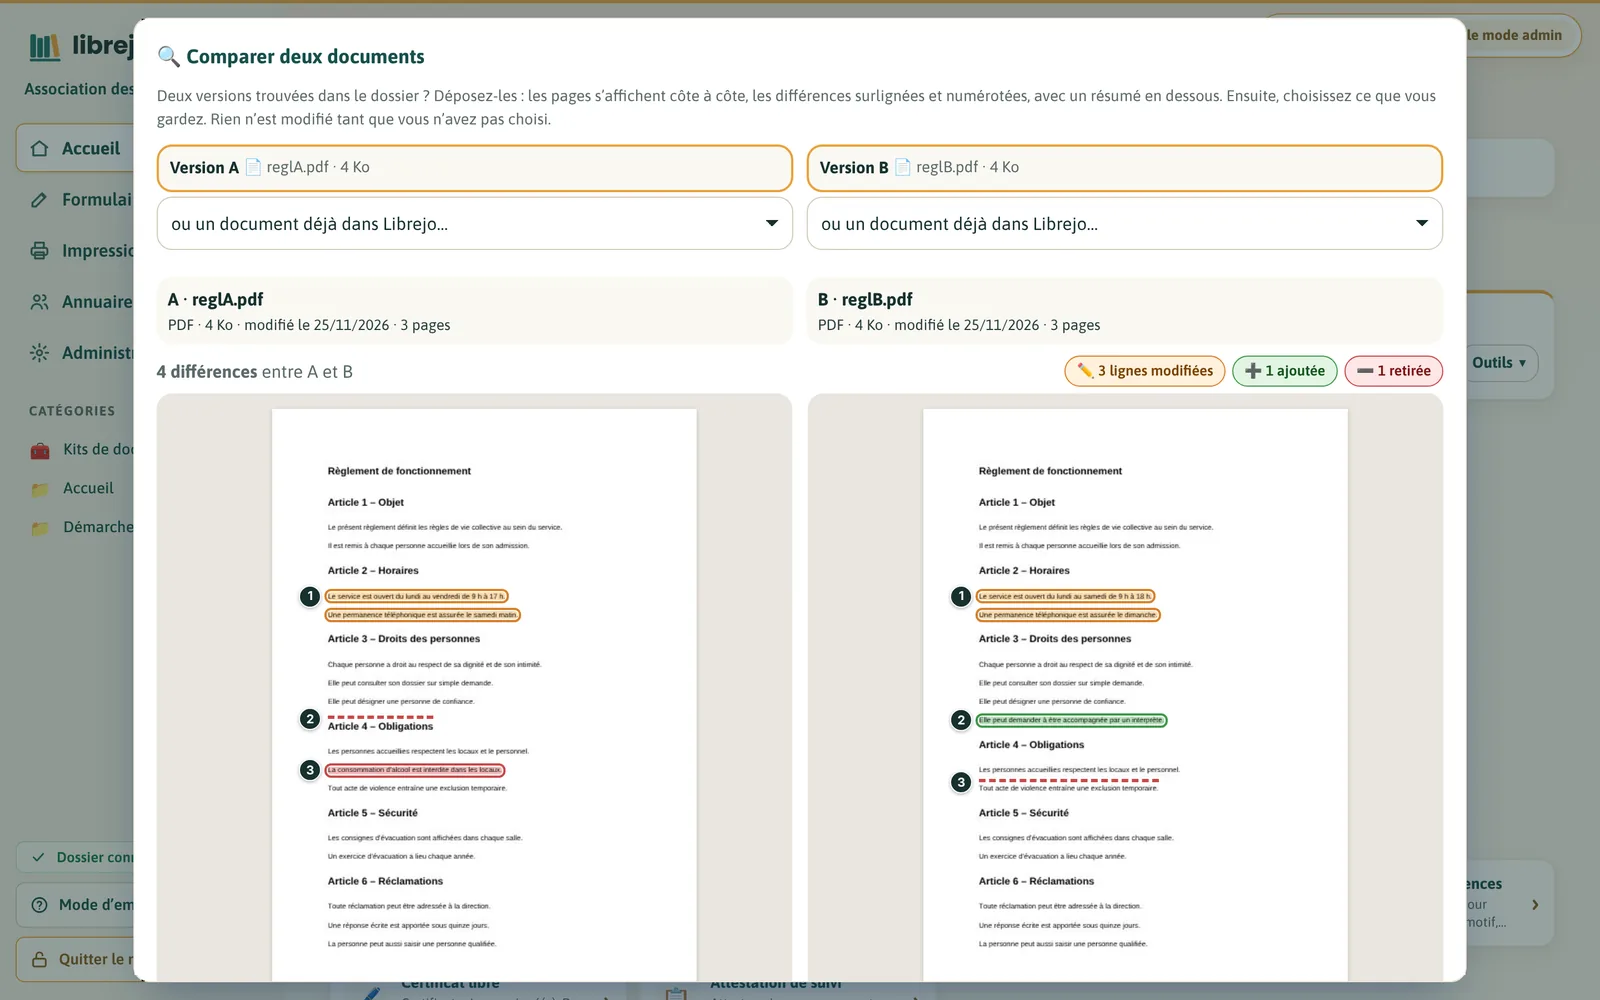 librej
Association des
le mode admin
Accueil
Formulai
Impressio
Annuaire
Administr
CATÉGORIES
Kits de doc
Accueil
Démarche
Dossier conn
Mode d'em
Quitter le m
🔍 Comparer deux documents
Deux versions trouvées dans le dossier ? Déposez-les : les pages s'affichent côte à côte, les différences surlignées et numérotées, avec un résumé en dessous. Ensuite, choisissez ce que vous
gardez. Rien n'est modifié tant que vous n'avez pas choisi.
Version A 📄 reglA.pdf · 4 Ko
Version B 📄 reglB.pdf · 4 Ko
ou un document déjà dans Librejo...
ou un document déjà dans Librejo...
A · reglA.pdf
PDF · 4 Ko · modifié le 25/11/2026 · 3 pages
B · reglB.pdf
PDF · 4 Ko · modifié le 25/11/2026 · 3 pages
4 différences entre A et B
✏️ 3 lignes modifiées
➕ 1 ajoutée
➖ 1 retirée
Règlement de fonctionnement
Article 1 – Objet
Le présent règlement définit les règles de vie collective au sein du service.
Il est remis à chaque personne accueillie lors de son admission.
Article 2 – Horaires
1 Le service est ouvert du lundi au vendredi de 9 h à 17 h.
Une permanence téléphonique est assurée le samedi matin.
Article 3 – Droits des personnes
Chaque personne a droit au respect de sa dignité et de son intimité.
Elle peut consulter son dossier sur simple demande.
Elle peut désigner une personne de confiance.
2
Article 4 – Obligations
Les personnes accueillies respectent les locaux et le personnel.
3 La consommation d'alcool est interdite dans les locaux.
Tout acte de violence entraîne une exclusion temporaire.
Article 5 – Sécurité
Les consignes d'évacuation sont affichées dans chaque salle.
Un exercice d'évacuation a lieu chaque année.
Article 6 – Réclamations
Toute réclamation peut être adressée à la direction.
Une réponse écrite est apportée sous quinze jours.
La personne peut aussi saisir une personne qualifiée.
Règlement de fonctionnement
Article 1 – Objet
Le présent règlement définit les règles de vie collective au sein du service.
Il est remis à chaque personne accueillie lors de son admission.
Article 2 – Horaires
1 Le service est ouvert du lundi au samedi de 9 h à 18 h.
Une permanence téléphonique est assurée le dimanche.
Article 3 – Droits des personnes
Chaque personne a droit au respect de sa dignité et de son intimité.
Elle peut consulter son dossier sur simple demande.
Elle peut désigner une personne de confiance.
2 Elle peut demander à être accompagnée par un interprète.
Article 4 – Obligations
Les personnes accueillies respectent les locaux et le personnel.
3
Tout acte de violence entraîne une exclusion temporaire.
Article 5 – Sécurité
Les consignes d'évacuation sont affichées dans chaque salle.
Un exercice d'évacuation a lieu chaque année.
Article 6 – Réclamations
Toute réclamation peut être adressée à la direction.
Une réponse écrite est apportée sous quinze jours.
La personne peut aussi saisir une personne qualifiée.
Outils ▾
ences
our
motif,...
Certificat libre
Attestation de suivi